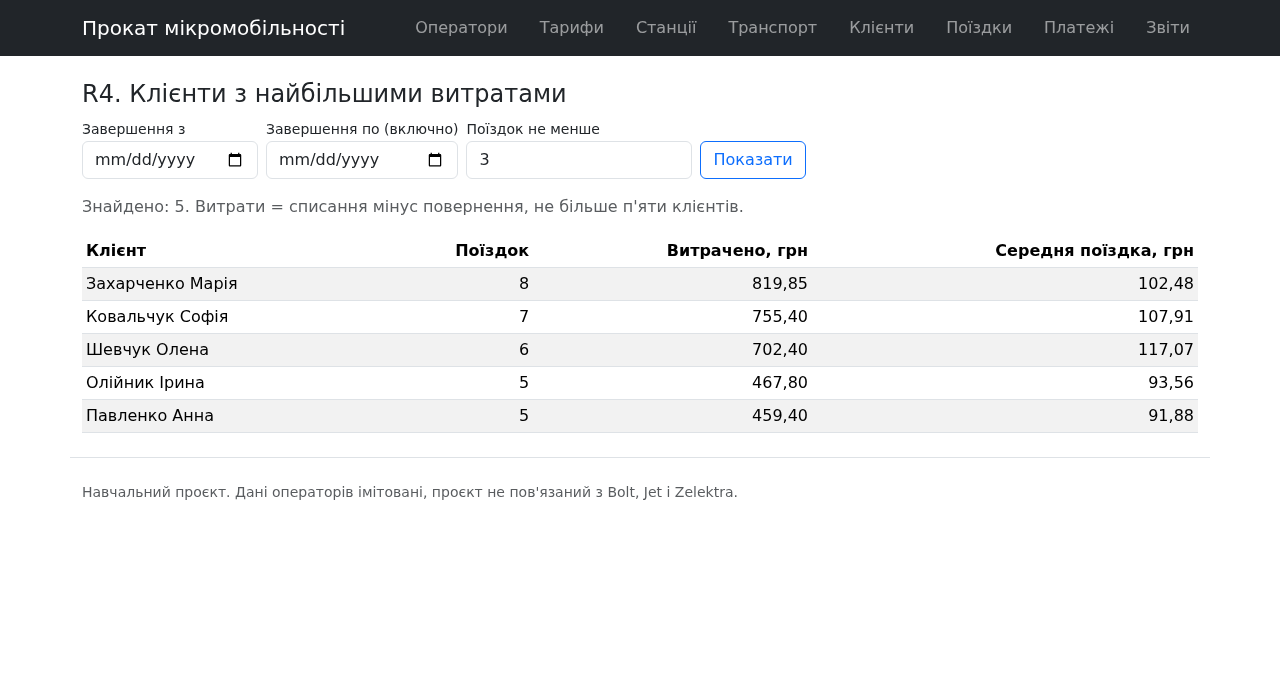 Прокат мікромобільності Оператори Тарифи Станції Транспорт Клієнти Поїздки Платежі Звіти
R4. Клієнти з найбільшими витратами
Завершення з Завершення по (включно) Поїздок не менше
mm/dd/yyyy mm/dd/yyyy 3 Показати
Знайдено: 5. Витрати = списання мінус повернення, не більше п'яти клієнтів.
Клієнт Поїздок Витрачено, грн Середня поїздка, грн
Захарченко Марія 8 819,85 102,48
Ковальчук Софія 7 755,40 107,91
Шевчук Олена 6 702,40 117,07
Олійник Ірина 5 467,80 93,56
Павленко Анна 5 459,40 91,88
Навчальний проєкт. Дані операторів імітовані, проєкт не пов'язаний з Bolt, Jet і Zelektra.